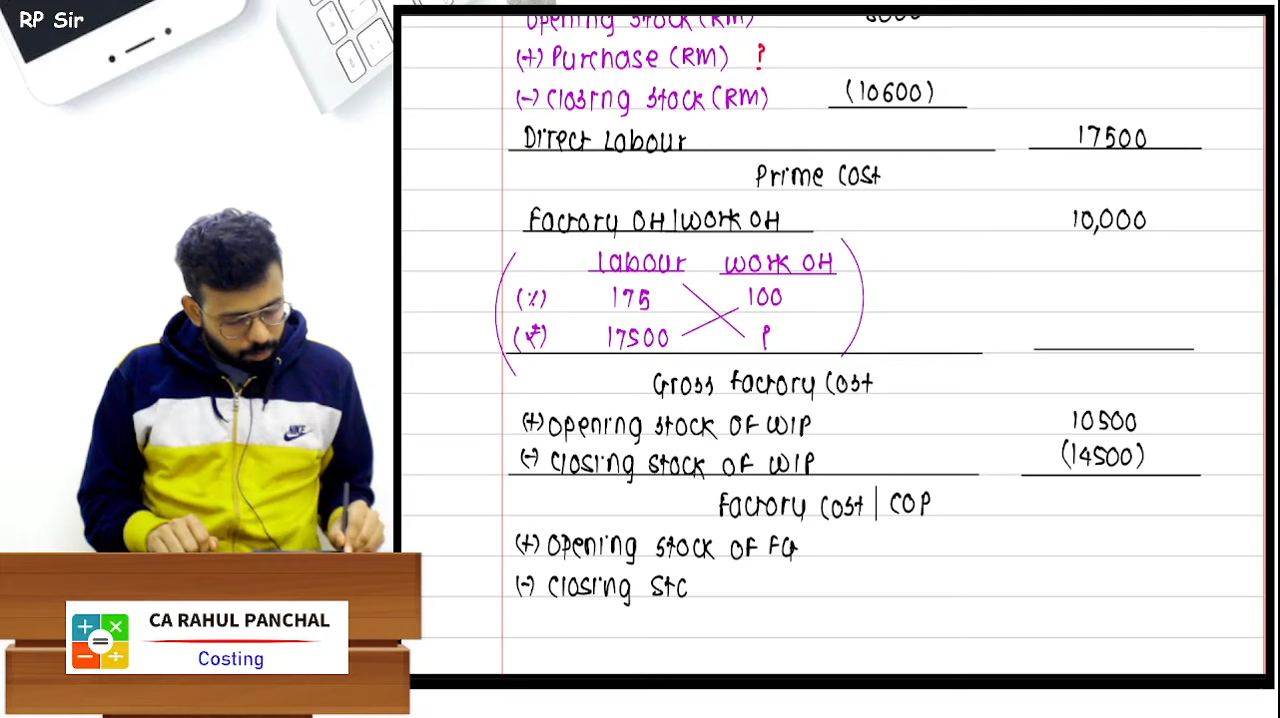 RP Sir
Opening Stock (RM) 8000
(+) Purchase (RM) ?
(-) Closing Stock (RM) (10600)
Direct Labour 17500
Prime Cost
Factory OH | Work OH 10,000
Labour Work OH
(%) 175 100
(₹) 17500 ?
Gross Factory Cost
(+) Opening Stock OF WIP 10500
(-) Closing Stock OF WIP (14500)
Factory Cost | COP
(+) Opening Stock OF FG
(-) Closing Stc
NIKE
CA RAHUL PANCHAL
Costing